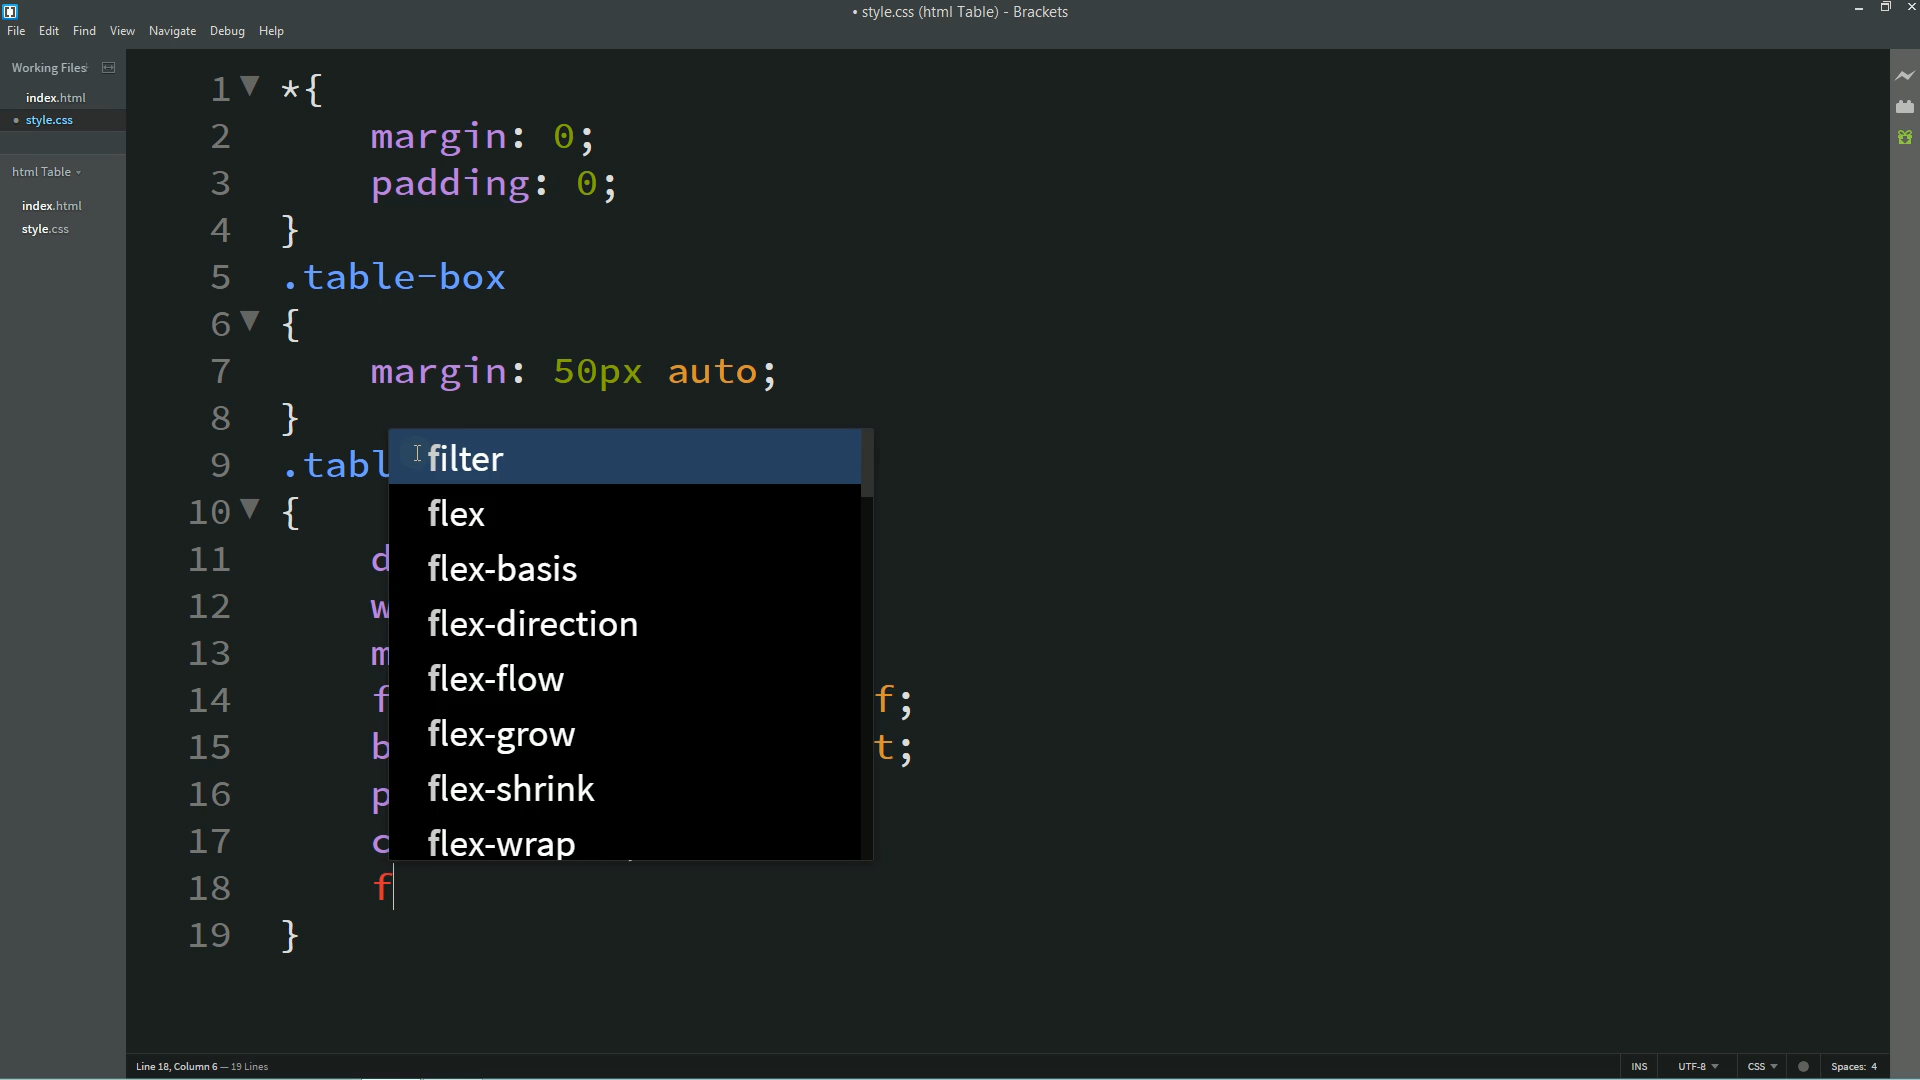 • style.css (html Table) - Brackets
File Edit Find View Navigate Debug Help
Working Files
index.html
• style.css
html Table
index.html
style.css
1 *{
2 margin: 0;
3 padding: 0;
4 }
5 .table-box
6 {
7 margin: 50px auto;
8 }
9 .tabl
10 {
11 d
12 w
13 m
14 f f;
15 b t;
16 p
17 c
18 f
19 }
filter
flex
flex-basis
flex-direction
flex-flow
flex-grow
flex-shrink
flex-wrap
Line 18, Column 6 — 19 Lines
INS UTF-8 CSS Spaces: 4